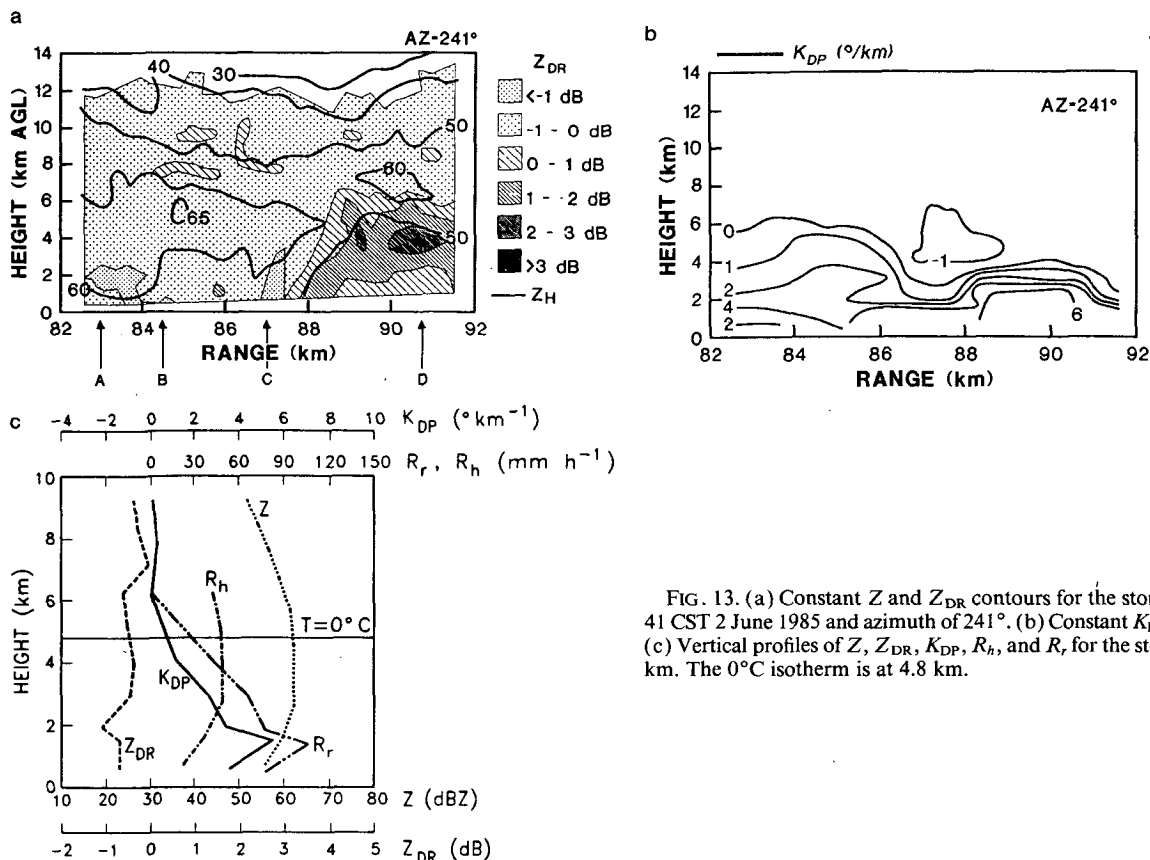 a
AZ-241°
HEIGHT (km AGL)
14
12
10
8
6
4
2
0
40
30
50
60
65
50
60
82
84
86
88
90
92
RANGE (km)
A
B
C
D
Z_DR
<-1 dB
-1 - 0 dB
0 - 1 dB
1 - 2 dB
2 - 3 dB
>3 dB
Z_H
b
K_DP (°/km)
AZ-241°
HEIGHT (km)
14
12
10
8
6
4
2
0
0
1
2
4
2
-1
6
82
84
86
88
90
92
RANGE (km)
c
-4 -2 0 2 4 6 8 10 K_DP (° km⁻¹)
0 30 60 90 120 150 R_r, R_h (mm h⁻¹)
HEIGHT (km)
10
8
6
4
2
0
Z
R_h
T=0°C
K_DP
Z_DR
R_r
10 20 30 40 50 60 70 80 Z (dBZ)
-2 -1 0 1 2 3 4 5 Z_DR (dB)
FIG. 13. (a) Constant Z and Z_DR contours for the stor
41 CST 2 June 1985 and azimuth of 241°. (b) Constant K
(c) Vertical profiles of Z, Z_DR, K_DP, R_h, and R_r for the st
km. The 0°C isotherm is at 4.8 km.